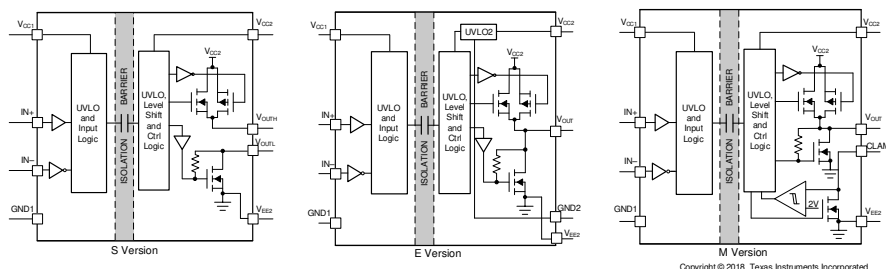 VCC1
VCC2
UVLO and Input Logic
ISOLATION BARRIER
UVLO, Level Shift and Ctrl Logic
VCC2
IN+
IN−
GND1
VOUTH
VOUTL
VEE2
S Version
VCC1
VCC2
UVLO2
UVLO and Input Logic
ISOLATION BARRIER
UVLO, Level Shift and Ctrl Logic
VCC2
IN+
IN−
GND1
VOUT
GND2
VEE2
E Version
VCC1
VCC2
UVLO and Input Logic
ISOLATION BARRIER
UVLO, Level Shift and Ctrl Logic
VCC2
IN+
IN−
GND1
VOUT
CLAM
2V
VEE2
M Version
Copyright © 2018, Texas Instruments Incorporated